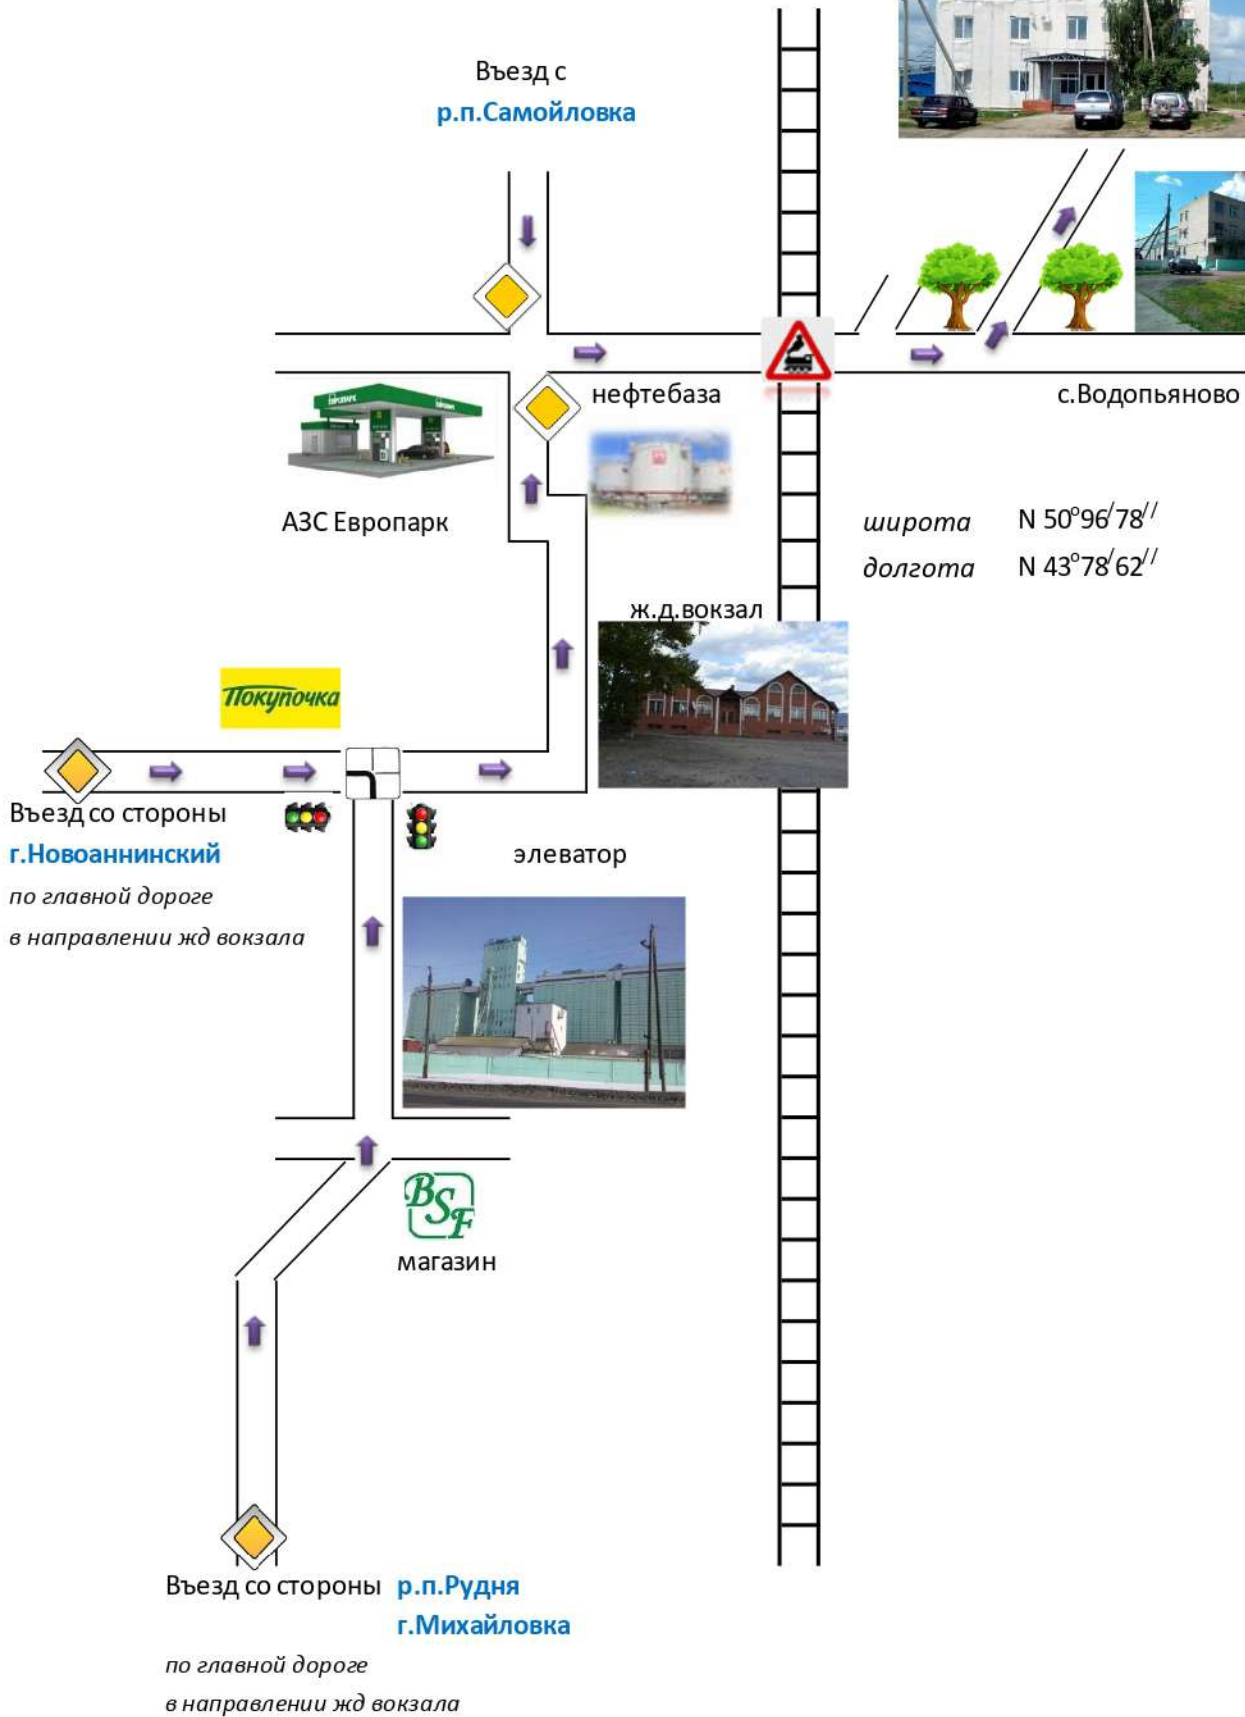 Въезд с
р.п.Самойловка
ЕВРОПАРК
нефтебаза
с.Водопьяново
АЗС Европарк
широта N 50°96/78//
долгота N 43°78/62//
ж.д.вокзал
Покупочка
Въезд со стороны
г.Новоаннинский
по главной дороге
в направлении жд вокзала
элеватор
BSF
магазин
Въезд со стороны р.п.Рудня
г.Михайловка
по главной дороге
в направлении жд вокзала